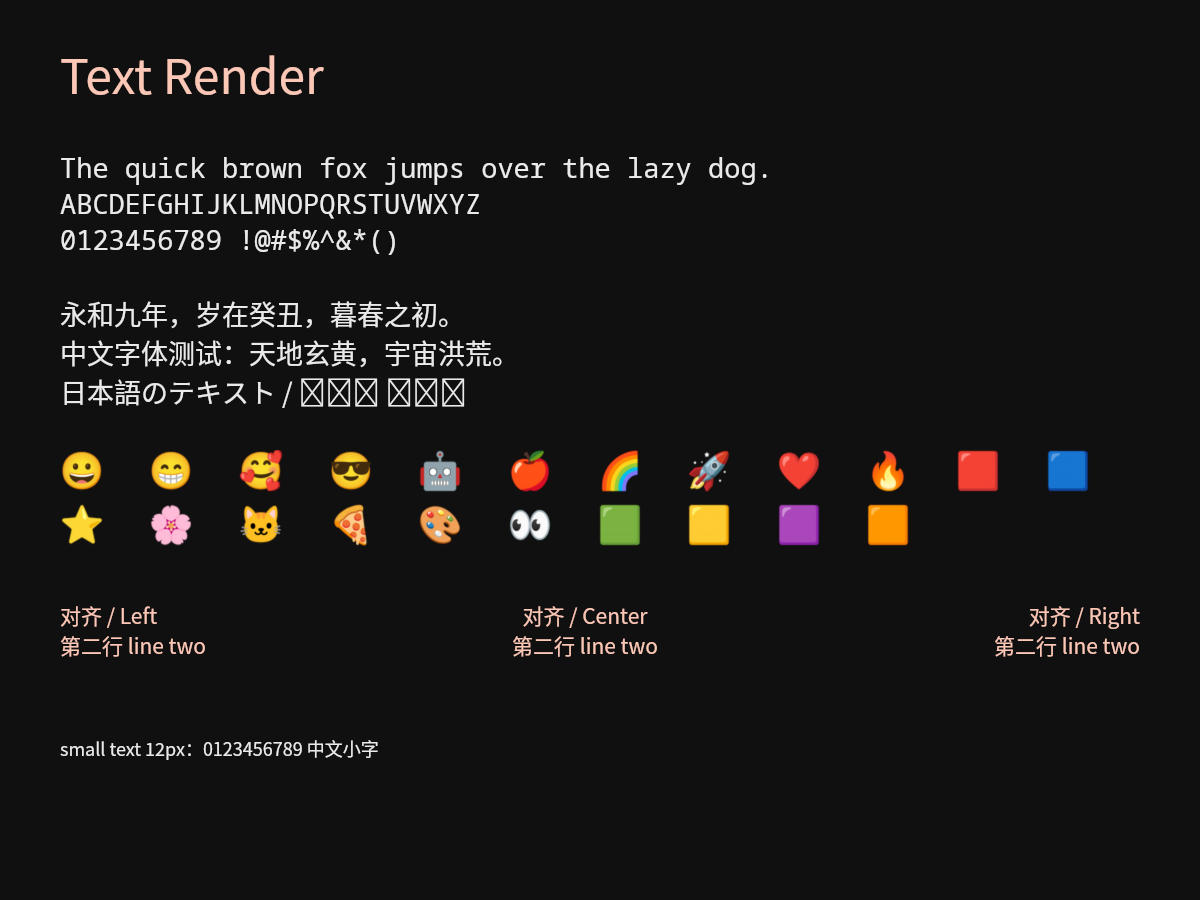 Text Render
The quick brown fox jumps over the lazy dog.
ABCDEFGHIJKLMNOPQRSTUVWXYZ
0123456789 !@#$%^&*()
永和九年，岁在癸丑，暮春之初。
中文字体测试：天地玄黄，宇宙洪荒。
日本語のテキスト /
😀 😁 🥰 😎 🤖 🍎 🌈 🚀 ❤️ 🔥 🟥 🟦
⭐ 🌸 🐱 🍕 🎨 👀 🟩 🟨 🟪 🟧
对齐 / Left 对齐 / Center 对齐 / Right
第二行 line two 第二行 line two 第二行 line two
small text 12px：0123456789 中文小字